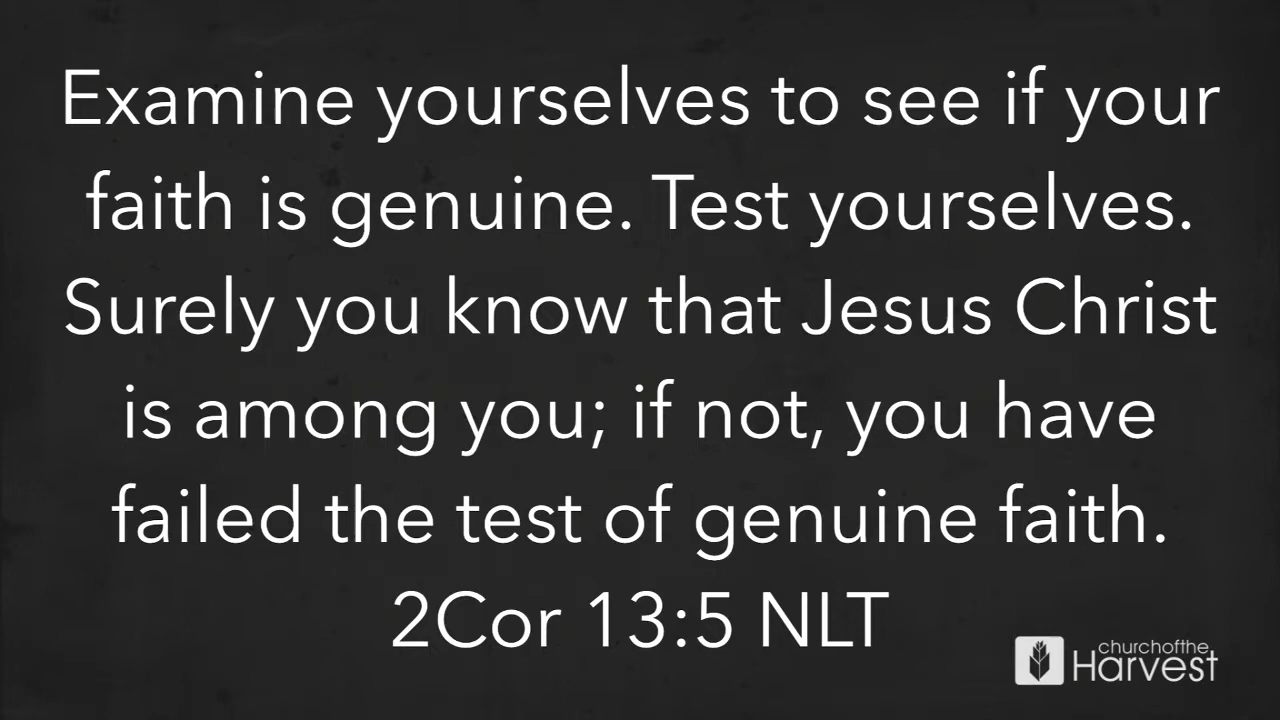 Examine yourselves to see if your
faith is genuine. Test yourselves.
Surely you know that Jesus Christ
is among you; if not, you have
failed the test of genuine faith.
2Cor 13:5 NLT
churchofthe
Harvest